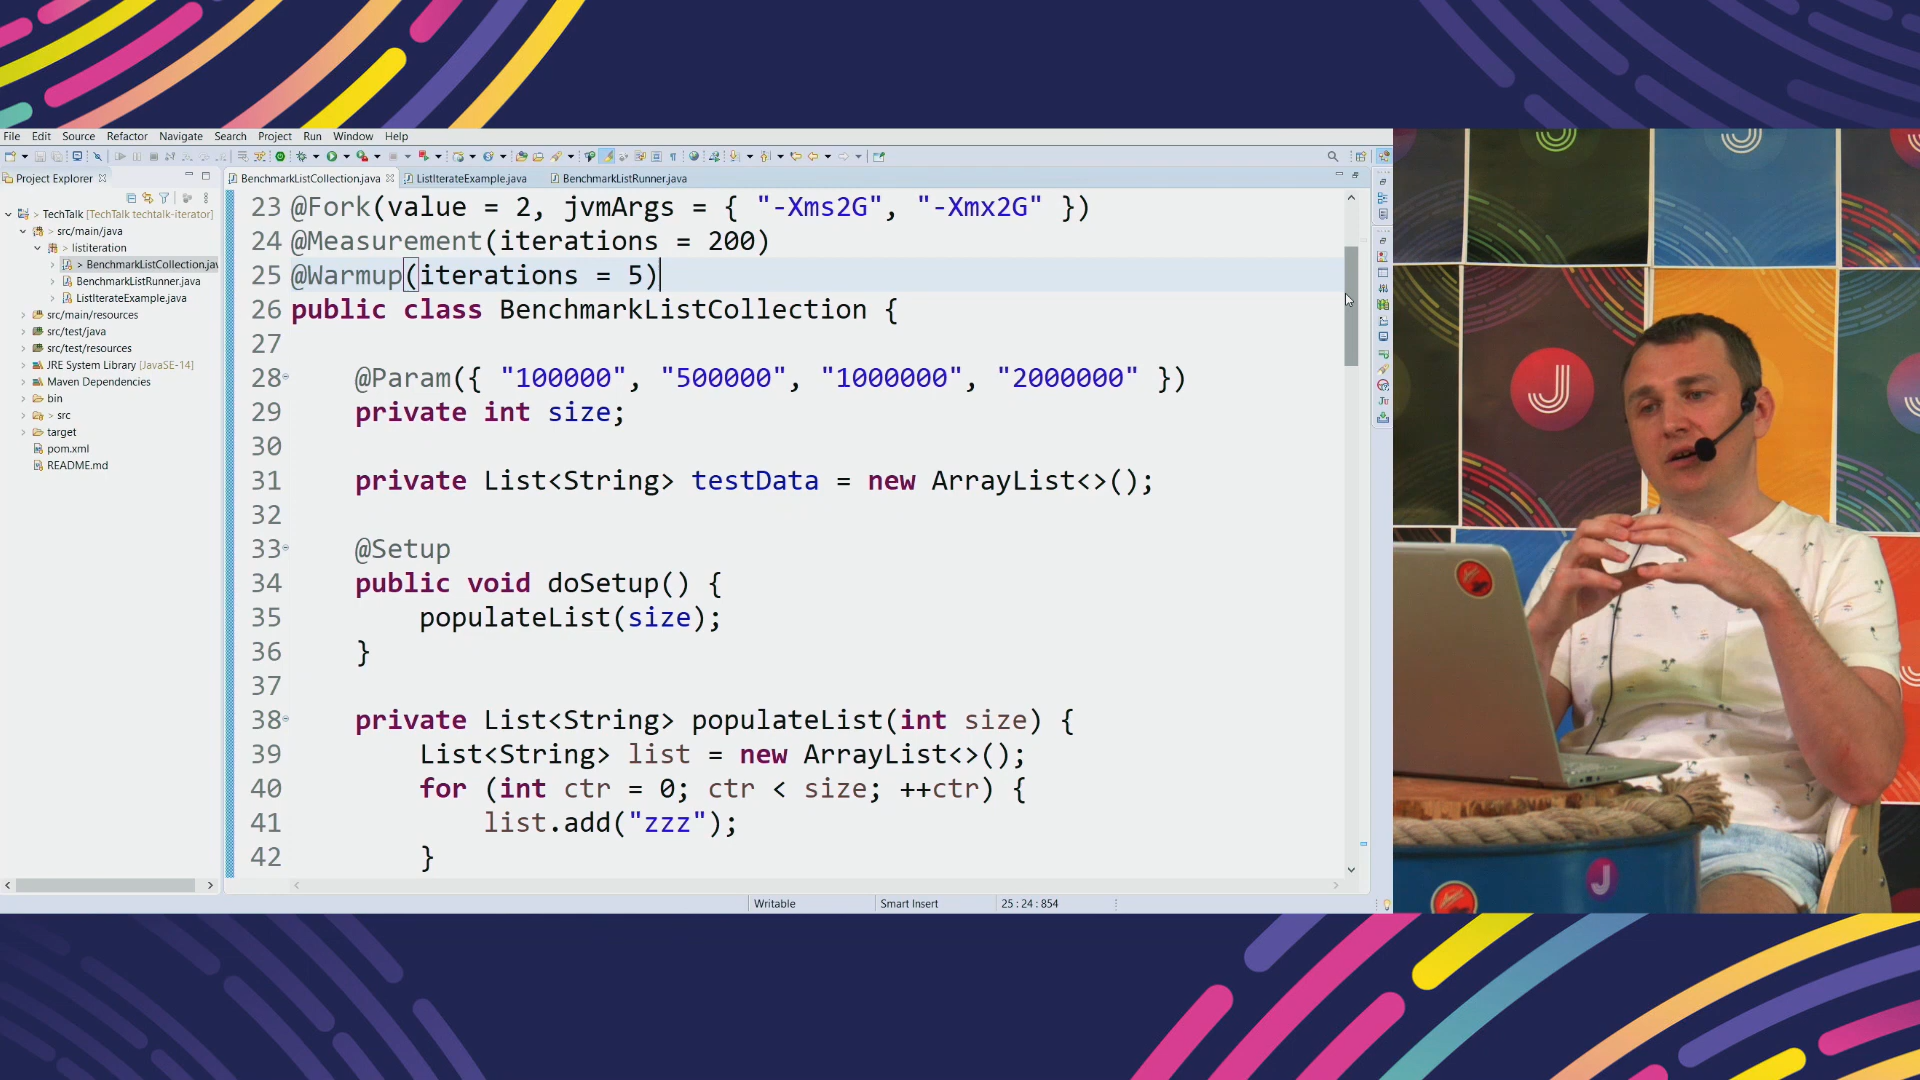 File Edit Source Refactor Navigate Search Project Run Window Help
Project Explorer
BenchmarkListCollection.java
ListIterateExample.java
BenchmarkListRunner.java
> TechTalk [TechTalk techtalk-iterator]
> src/main/java
> listiteration
> BenchmarkListCollection.jav
BenchmarkListRunner.java
ListIterateExample.java
src/main/resources
src/test/java
src/test/resources
JRE System Library [JavaSE-14]
Maven Dependencies
bin
> src
target
pom.xml
README.md
23 @Fork(value = 2, jvmArgs = { "-Xms2G", "-Xmx2G" })
24 @Measurement(iterations = 200)
25 @Warmup(iterations = 5)
26 public class BenchmarkListCollection {
27
28 @Param({ "100000", "500000", "1000000", "2000000" })
29 private int size;
30
31 private List<String> testData = new ArrayList<>();
32
33 @Setup
34 public void doSetup() {
35 populateList(size);
36 }
37
38 private List<String> populateList(int size) {
39 List<String> list = new ArrayList<>();
40 for (int ctr = 0; ctr < size; ++ctr) {
41 list.add("zzz");
42 }
Writable
Smart Insert
25 : 24 : 854